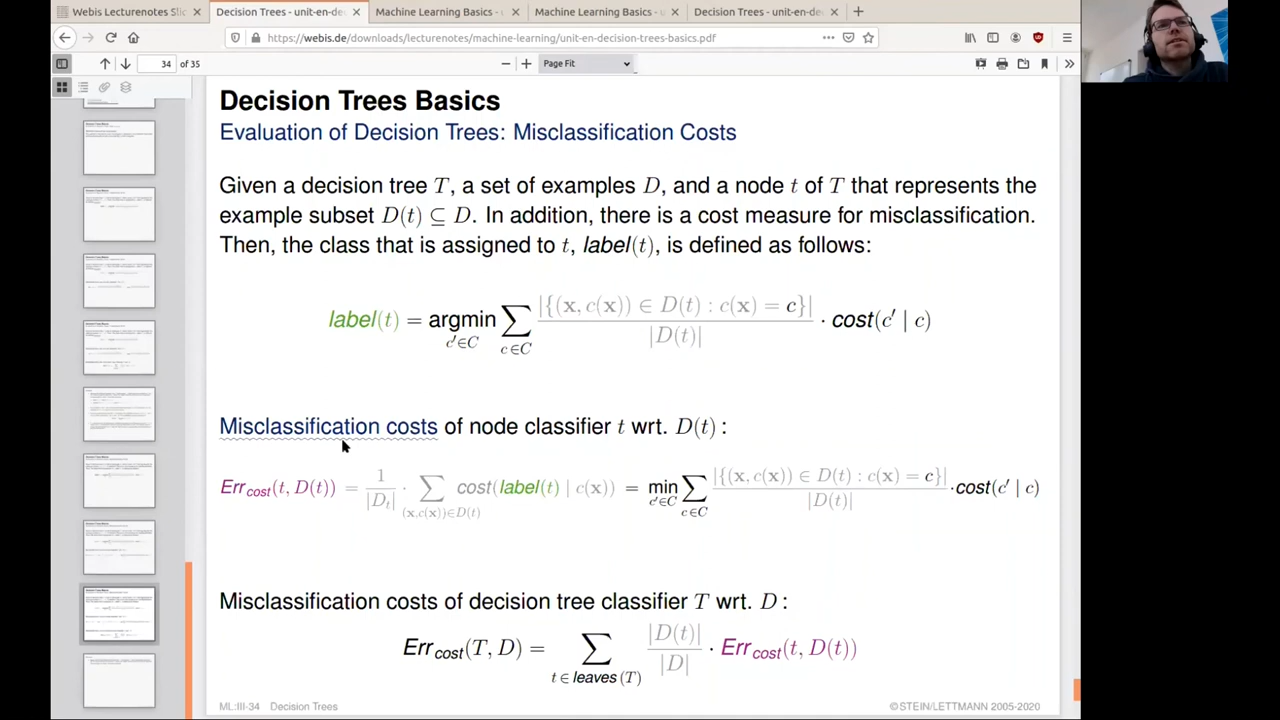 Webis Lecturenotes Slic
Decision Trees - unit-en-de
Machine Learning Basics - u
Machine Learning Basics - u
Decision Trees - unit-en-de
https://webis.de/downloads/lecturenotes/machine-learning/unit-en-decision-trees-basics.pdf
34 of 35
Page Fit
Decision Trees Basics
Evaluation of Decision Trees: Misclassification Costs
Given a decision tree T, a set of examples D, and a node t of T that represents the
example subset D(t) ⊆ D. In addition, there is a cost measure for misclassification.
Then, the class that is assigned to t, label(t), is defined as follows:
label(t) = argmin_{c′∈C} ∑_{c∈C} |{(x, c(x)) ∈ D(t) : c(x) = c}| / |D(t)| · cost(c′ | c)
Misclassification costs of node classifier t wrt. D(t) :
Err_cost(t, D(t)) = 1/|D_t| · ∑_{(x,c(x))∈D(t)} cost(label(t) | c(x)) = min_{c′∈C} ∑_{c∈C} |{(x, c(x)) ∈ D(t) : c(x) = c}| / |D(t)| · cost(c′ | c)
Misclassification costs of decision tree classifier T wrt. D :
Err_cost(T, D) = ∑_{t∈leaves(T)} |D(t)| / |D| · Err_cost(t, D(t))
ML:III-34 Decision Trees
©STEIN/LETTMANN 2005-2020